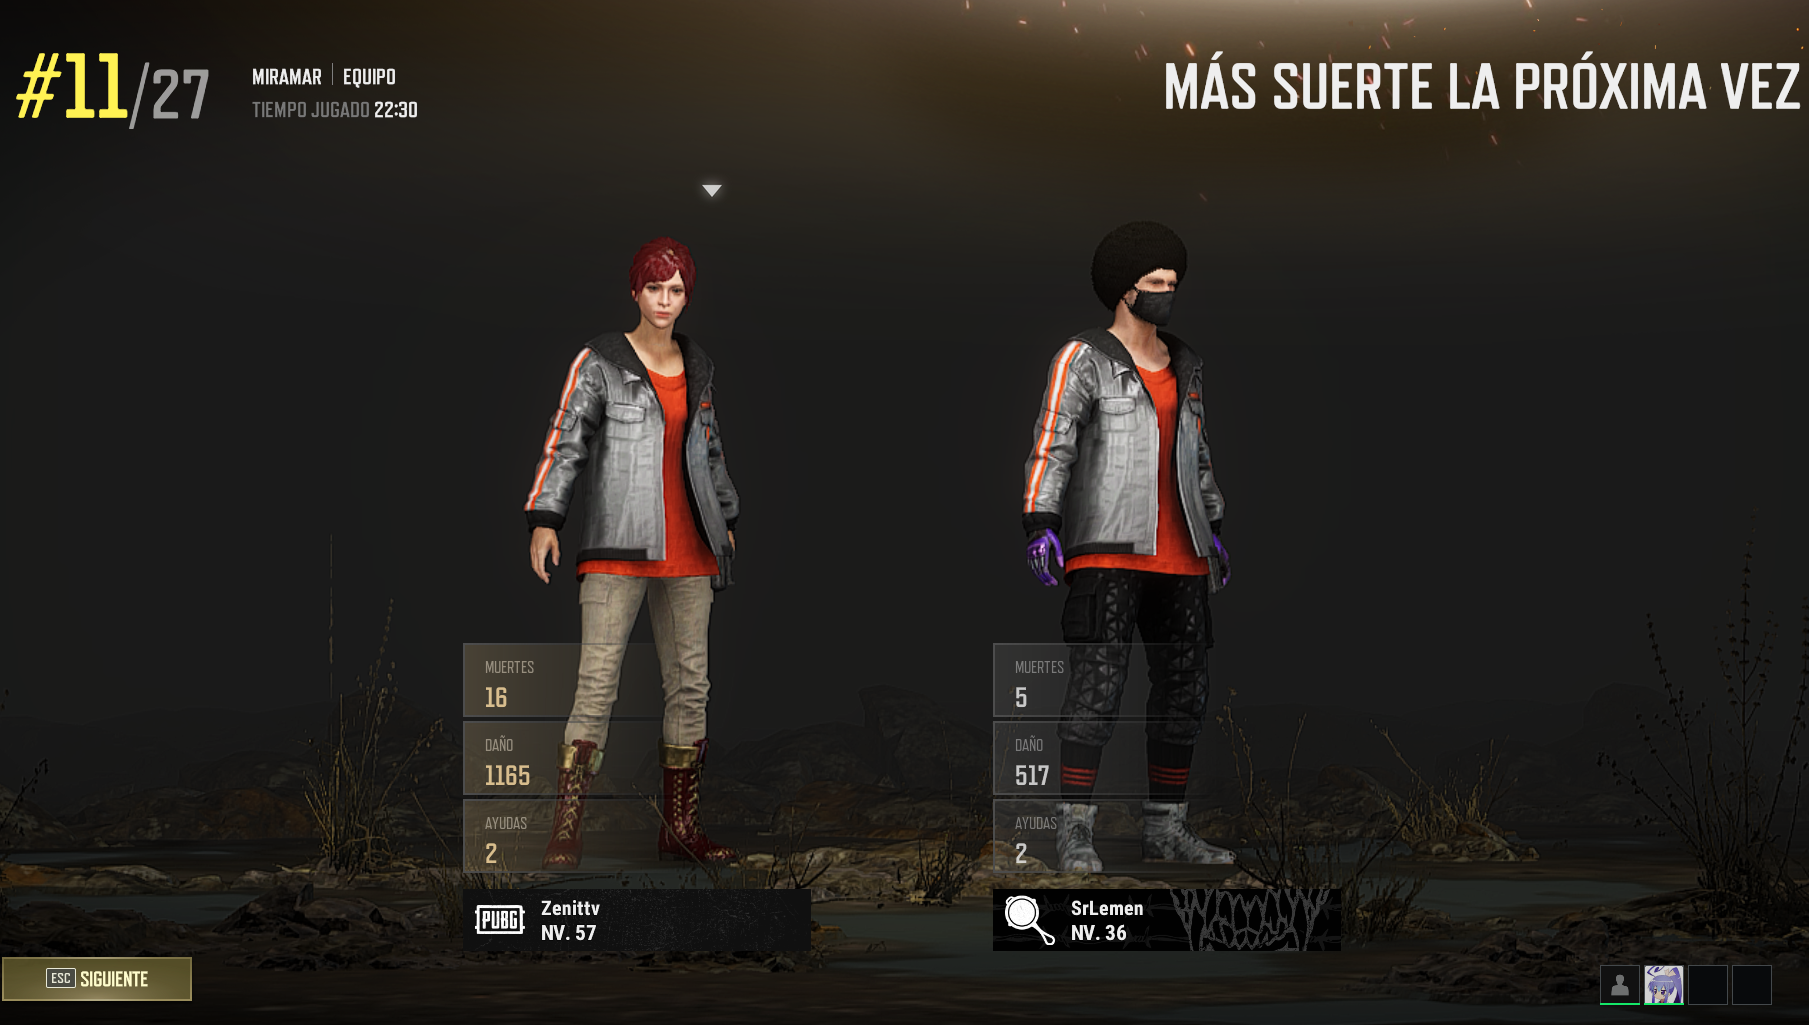 #11/27
MIRAMAR | EQUIPO
TIEMPO JUGADO 22:30
MÁS SUERTE LA PRÓXIMA VEZ
MUERTES
16
DAÑO
1165
AYUDAS
2
PUBG
Zenittv
NV. 57
MUERTES
5
DAÑO
517
AYUDAS
2
SrLemen
NV. 36
ESC SIGUIENTE